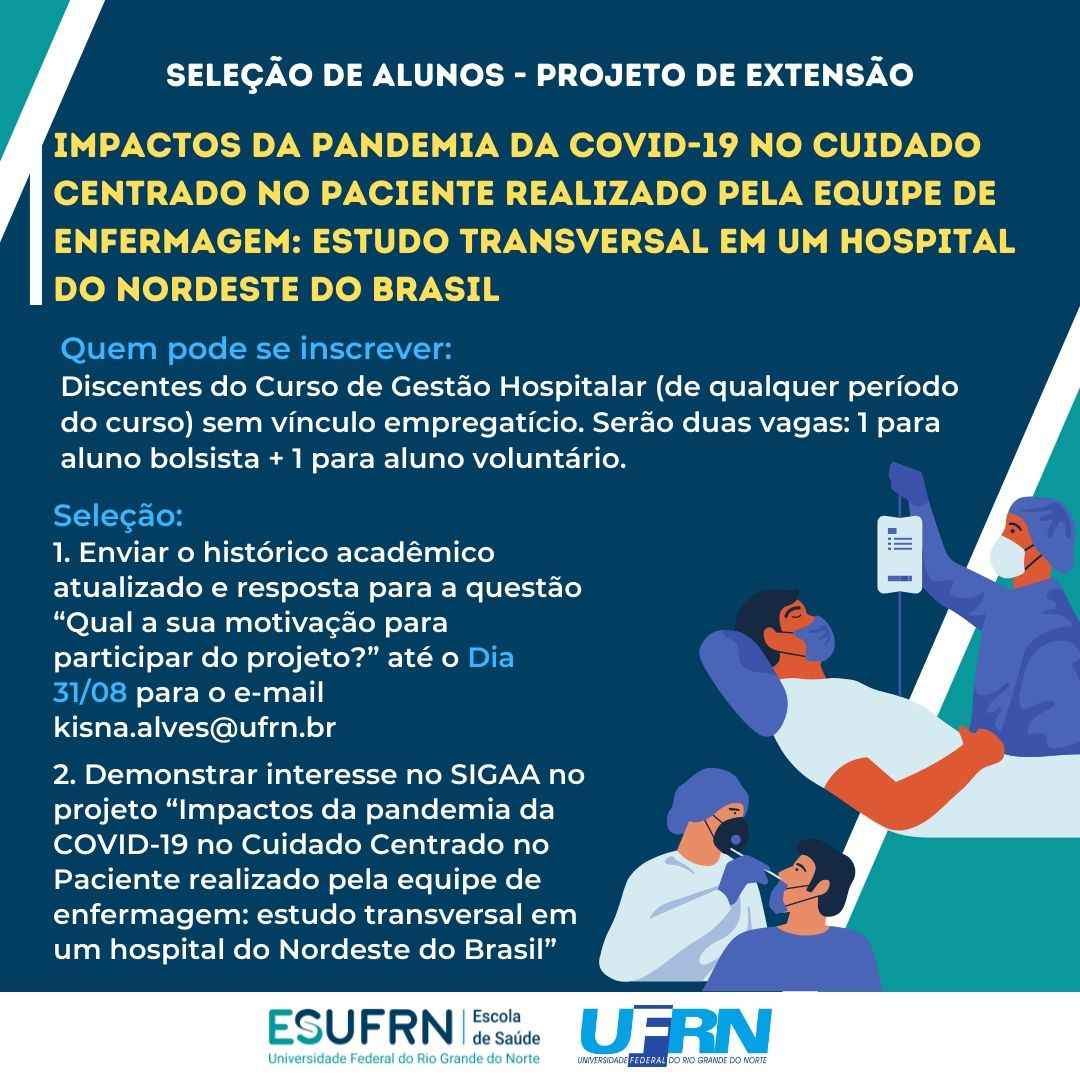 SELEÇÃO DE ALUNOS - PROJETO DE EXTENSÃO
IMPACTOS DA PANDEMIA DA COVID-19 NO CUIDADO
CENTRADO NO PACIENTE REALIZADO PELA EQUIPE DE
ENFERMAGEM: ESTUDO TRANSVERSAL EM UM HOSPITAL
DO NORDESTE DO BRASIL
Quem pode se inscrever:
Discentes do Curso de Gestão Hospitalar (de qualquer período
do curso) sem vínculo empregatício. Serão duas vagas: 1 para
aluno bolsista + 1 para aluno voluntário.
Seleção:
1. Enviar o histórico acadêmico
atualizado e resposta para a questão
“Qual a sua motivação para
participar do projeto?” até o Dia
31/08 para o e-mail
kisna.alves@ufrn.br
2. Demonstrar interesse no SIGAA no
projeto “Impactos da pandemia da
COVID-19 no Cuidado Centrado no
Paciente realizado pela equipe de
enfermagem: estudo transversal em
um hospital do Nordeste do Brasil”
ESUFRN
Escola
de Saúde
Universidade Federal do Rio Grande do Norte
UFRN
UNIVERSIDADE FEDERAL DO RIO GRANDE DO NORTE